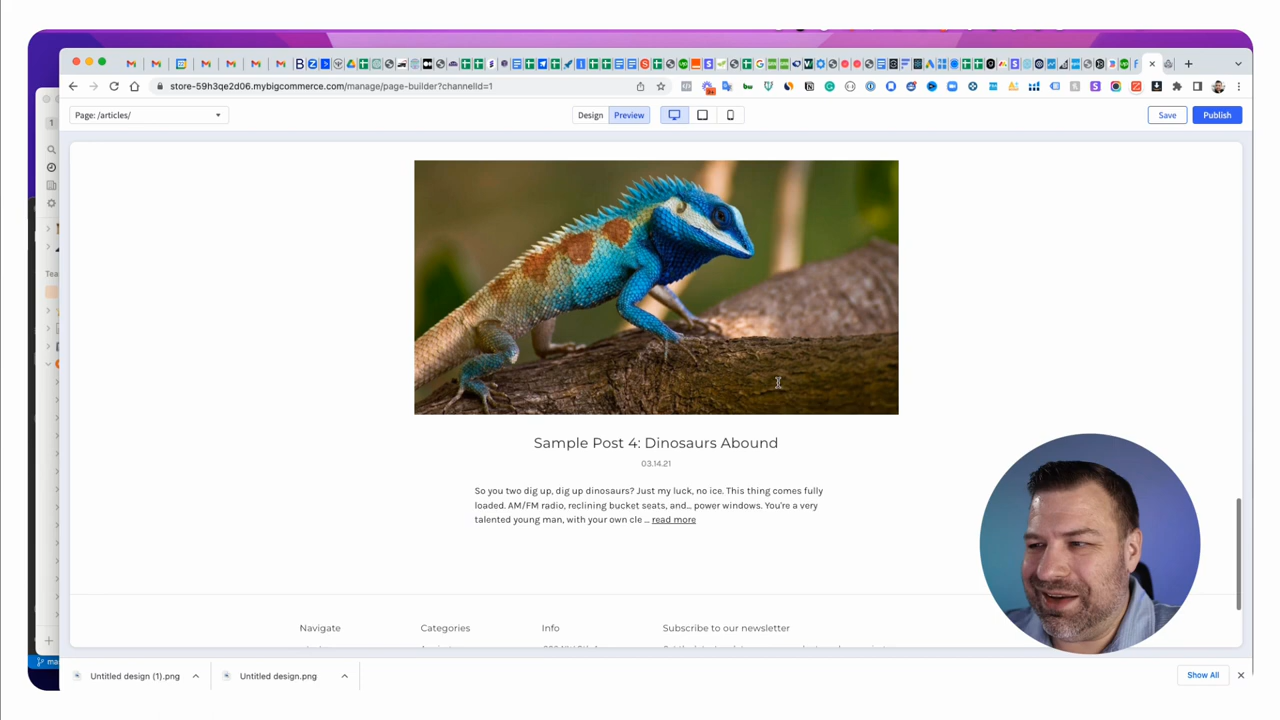 store-59h3qe2d06.mybigcommerce.com/manage/page-builder?channelId=1
Page: /articles/
Design
Preview
Save
Publish
1
Tea
Sample Post 4: Dinosaurs Abound
03.14.21
So you two dig up, dig up dinosaurs? Just my luck, no ice. This thing comes fully
loaded. AM/FM radio, reclining bucket seats, and... power windows. You're a very
talented young man, with your own cle ... read more
Navigate
Categories
Info
Subscribe to our newsletter
Untitled design (1).png
Untitled design.png
Show All